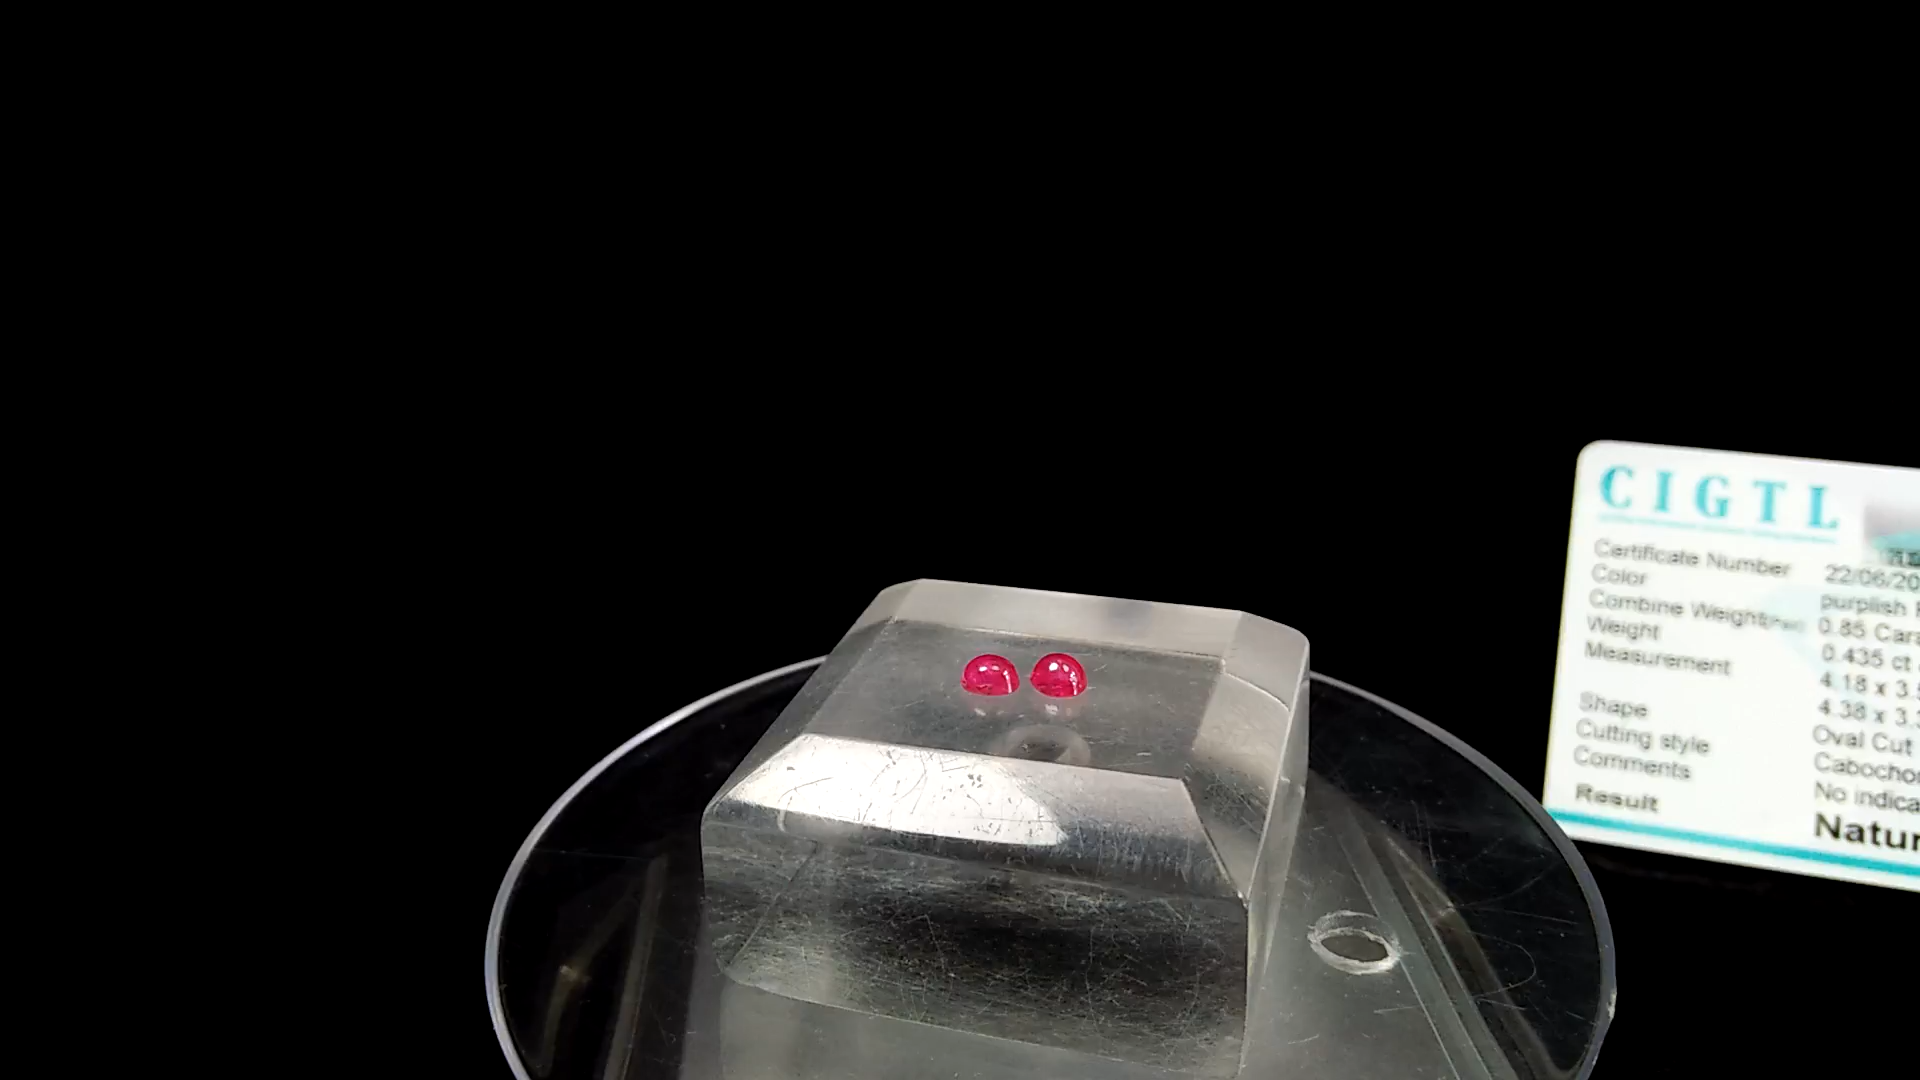 CIGTL
Certificate Number 22/06/20
Color purplish
Combine Weight 0.85 Cara
Weight 0.435 ct
Measurement 4.18 x 3.
4.38 x 3.
Shape Oval Cut
Cutting style Cabocho
Comments No indica
Result Natur